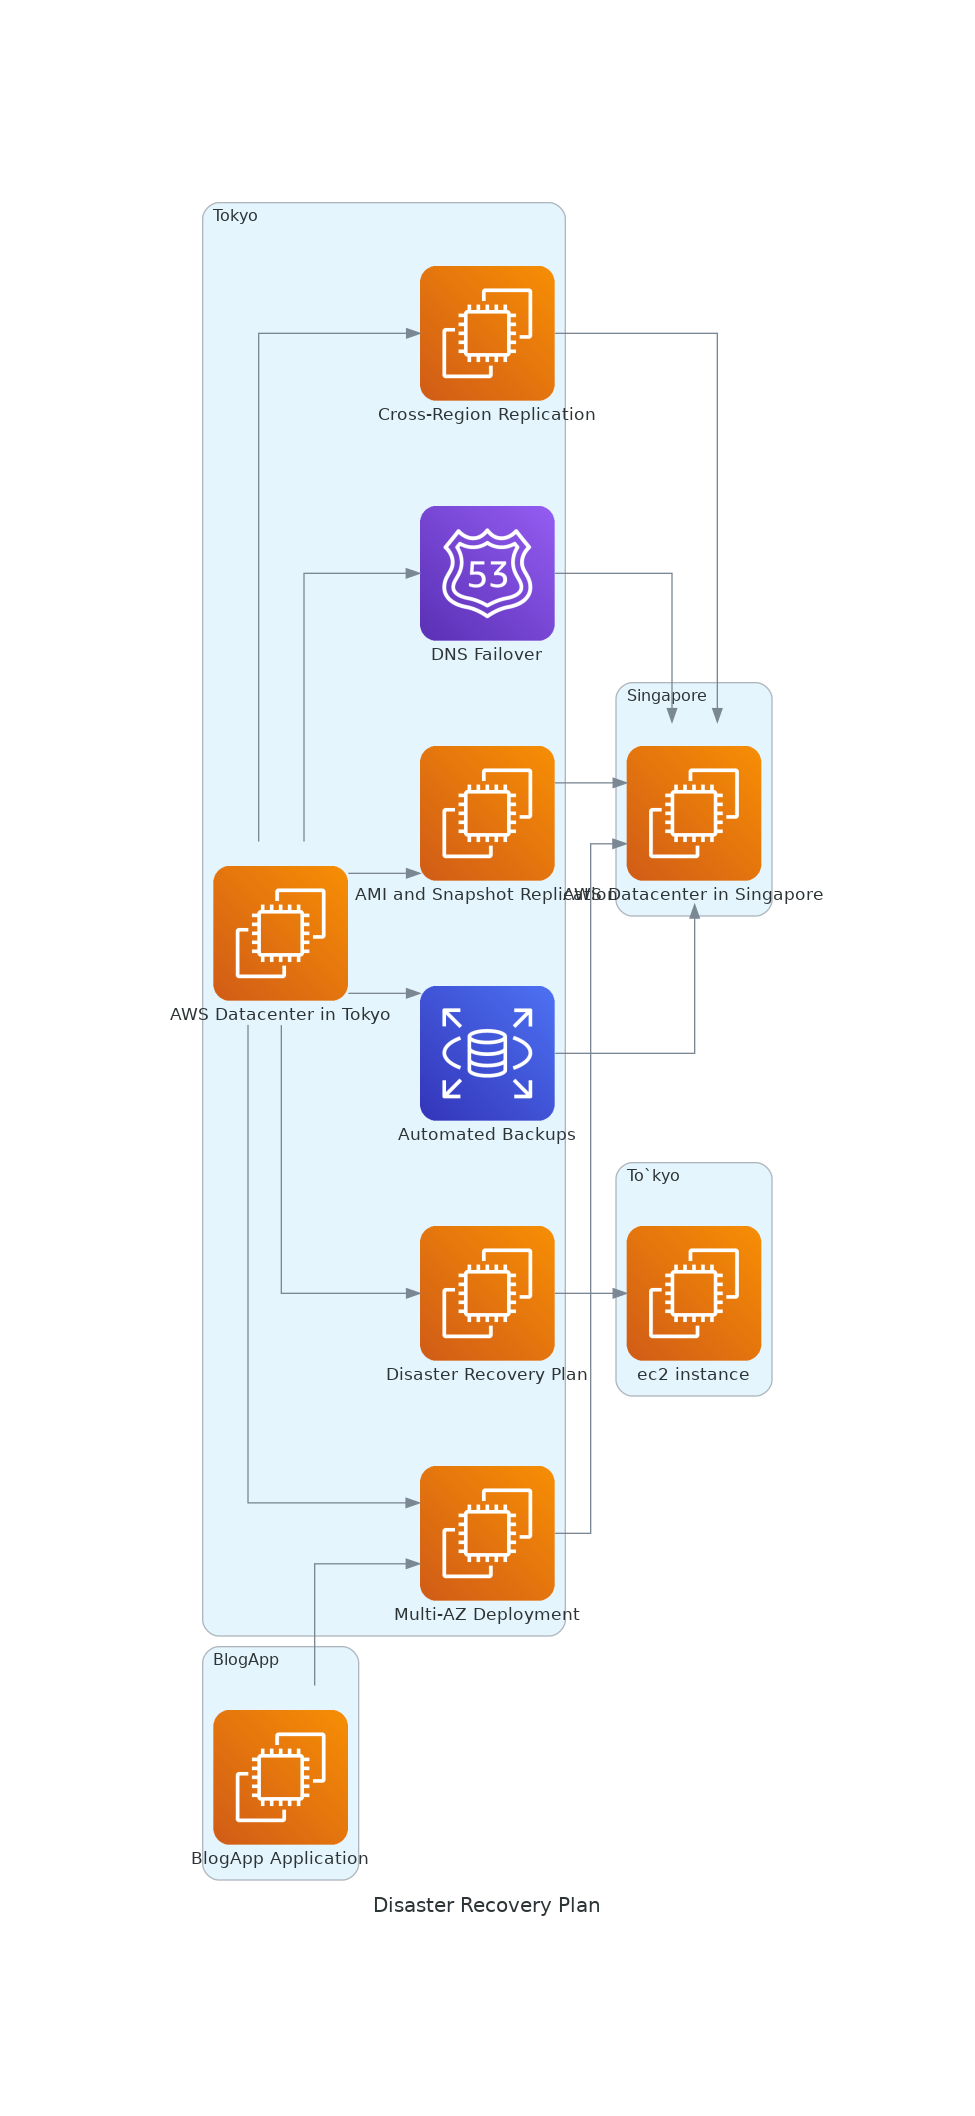 Tokyo
Cross-Region Replication
53
DNS Failover
Singapore
AMI and Snapshot Replication
AWS Datacenter in Singapore
AWS Datacenter in Tokyo
Automated Backups
To`kyo
Disaster Recovery Plan
ec2 instance
Multi-AZ Deployment
BlogApp
BlogApp Application
Disaster Recovery Plan